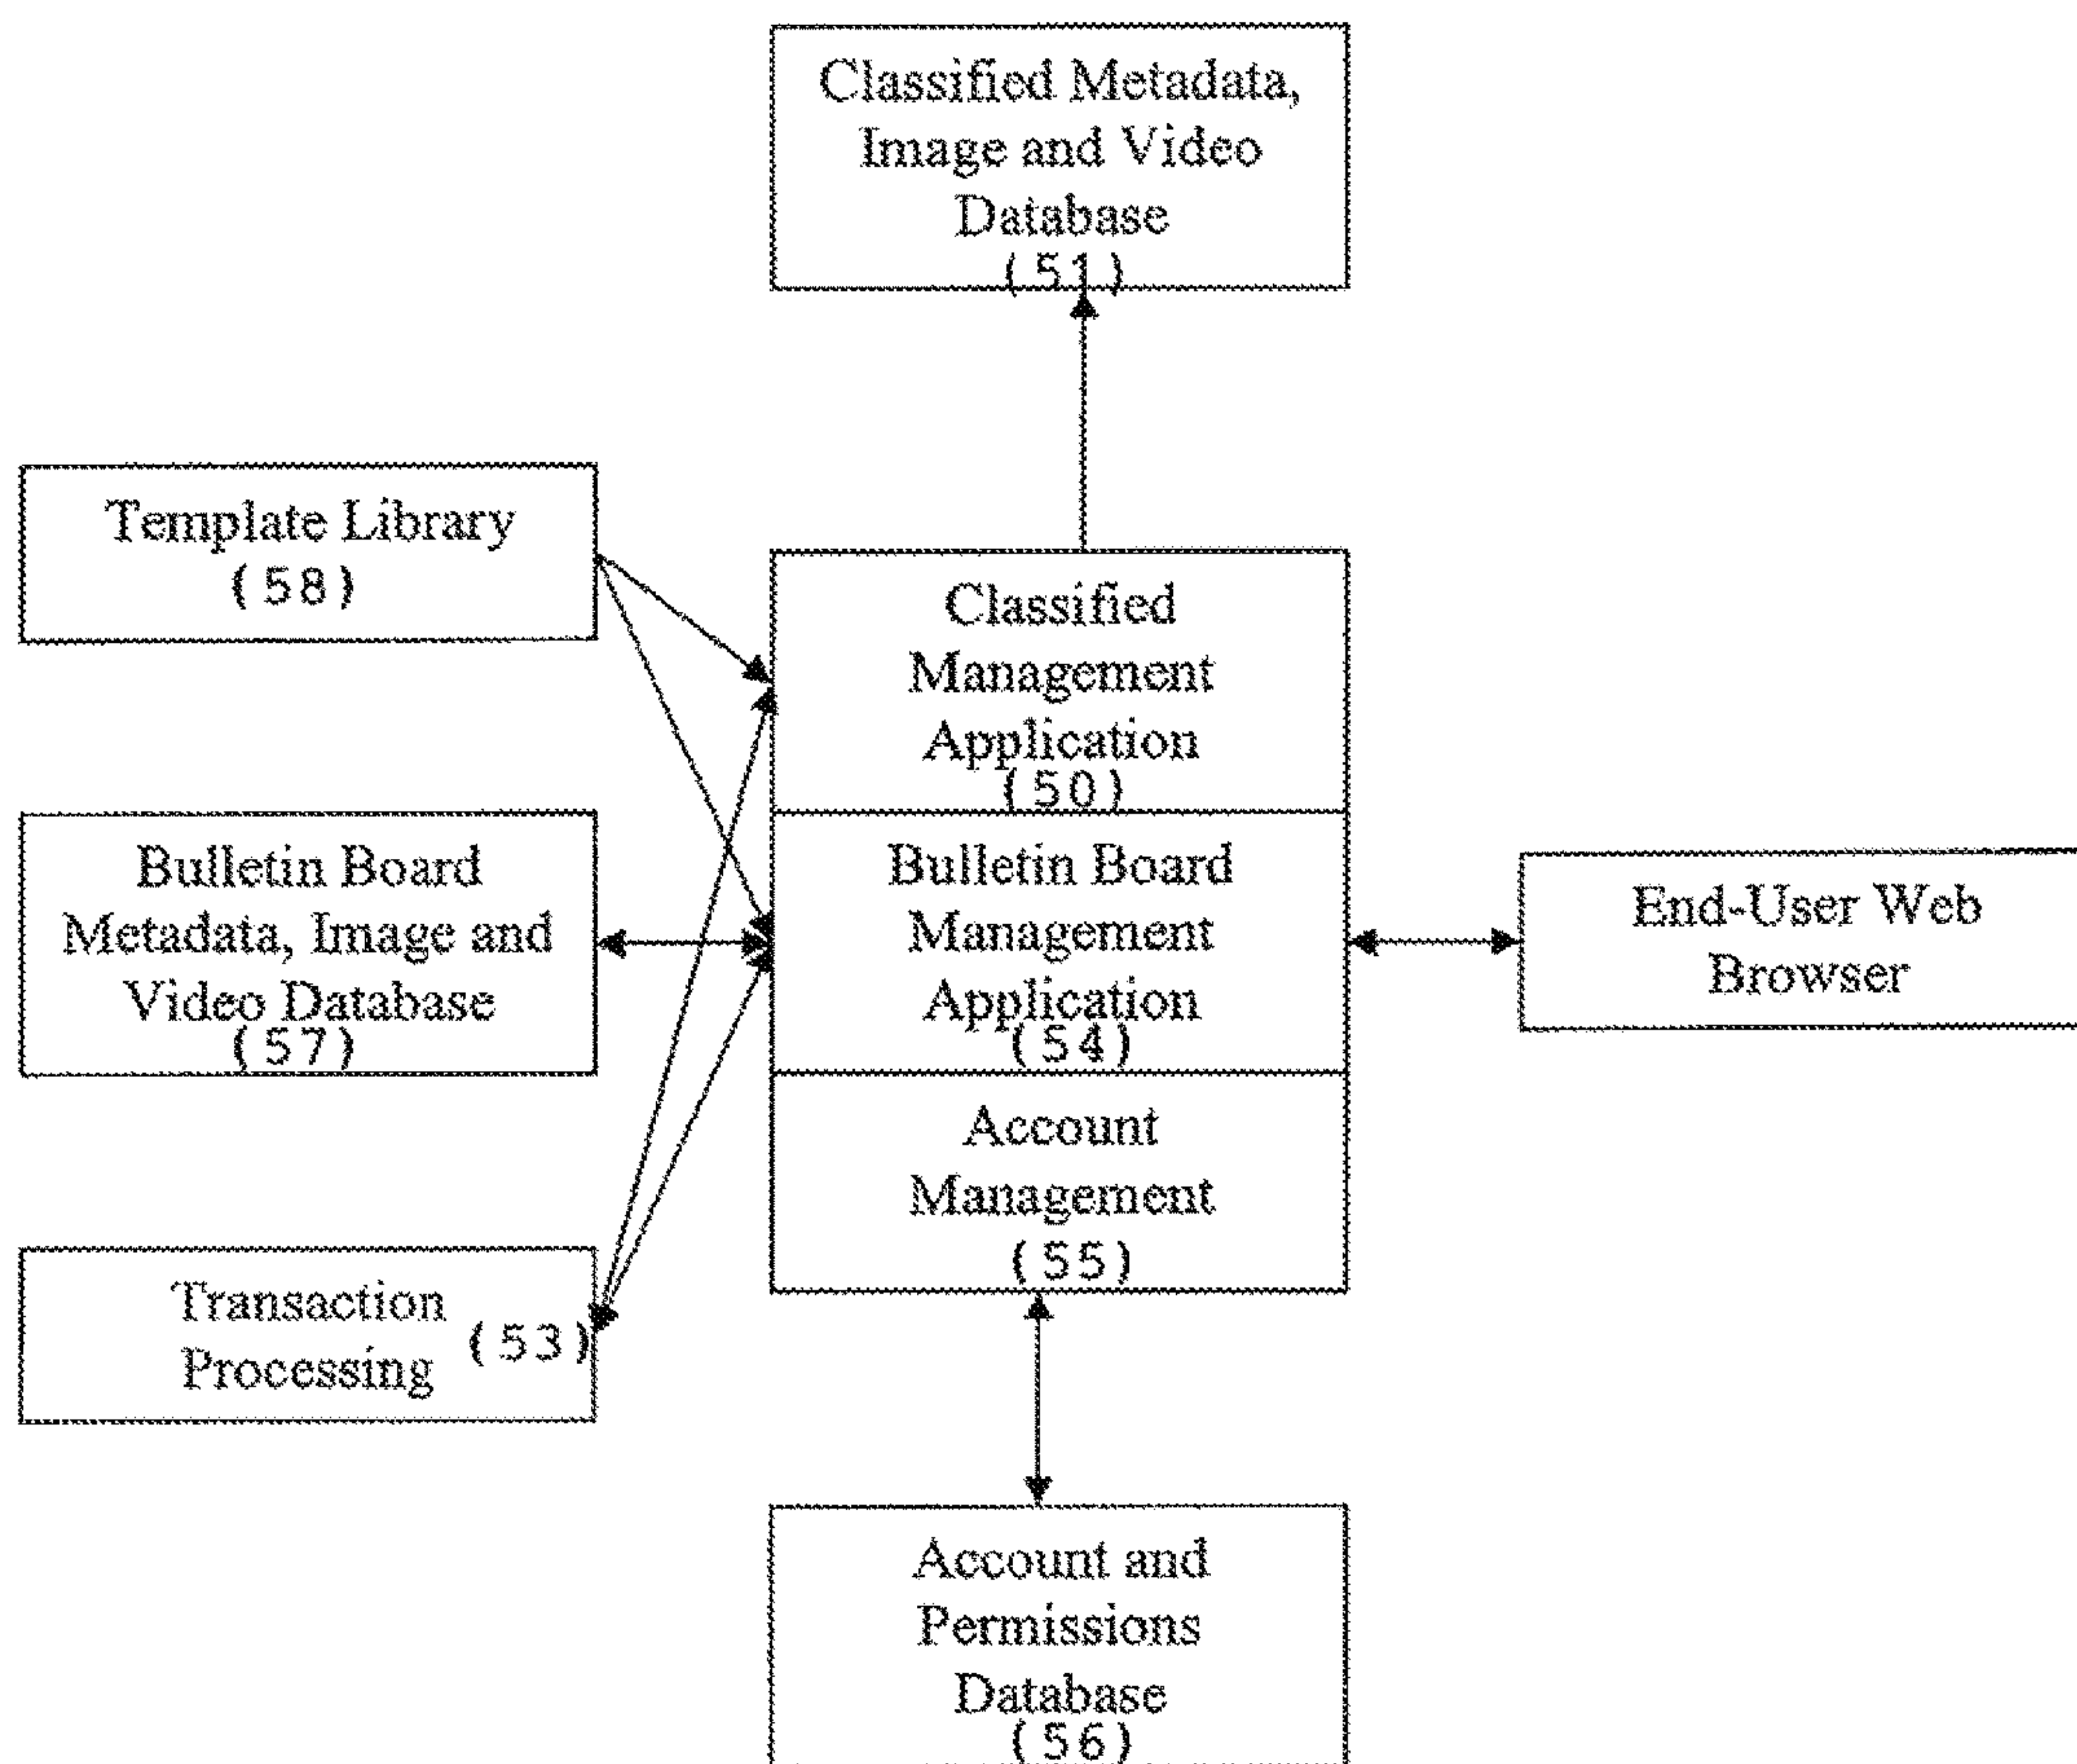 Classified Metadata,
Image and Video
Database
(51)
Template Library
(58)
Classified
Management
Application
(50)
Bulletin Board
Metadata, Image and
Video Database
(57)
Bulletin Board
Management
Application
(54)
End-User Web
Browser
Account
Management
(55)
Transaction
Processing (53)
Account and
Permissions
Database
(56)